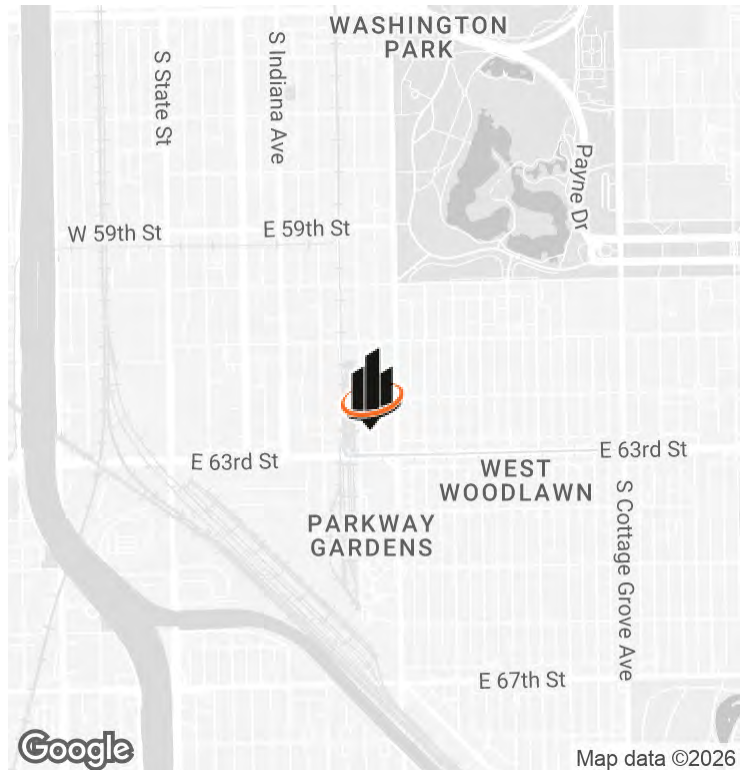 WASHINGTON
PARK
S State St
S Indiana Ave
Payne Dr
W 59th St
E 59th St
E 63rd St
E 63rd St
WEST
WOODLAWN
PARKWAY
GARDENS
S Cottage Grove Ave
E 67th St
Google
Map data ©2026